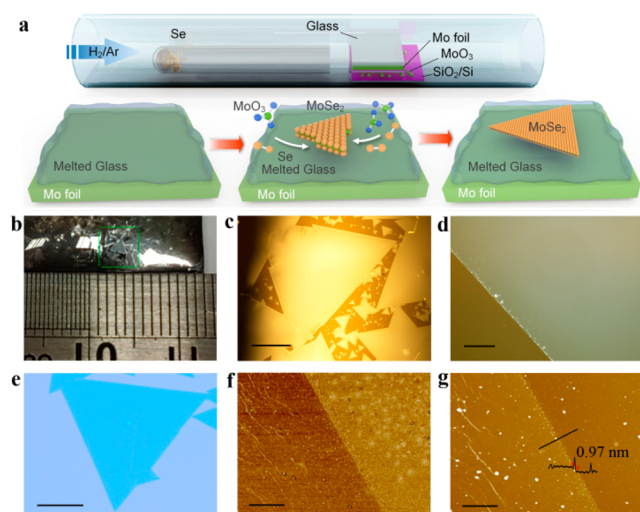 a
Glass
Se
Mo foil
H2/Ar
MoO3
SiO2/Si
MoO3
MoSe2
MoSe2
Melted Glass
Se
Melted Glass
Melted Glass
Mo foil
Mo foil
Mo foil
b
c
d
10
11
e
f
g
0.97 nm